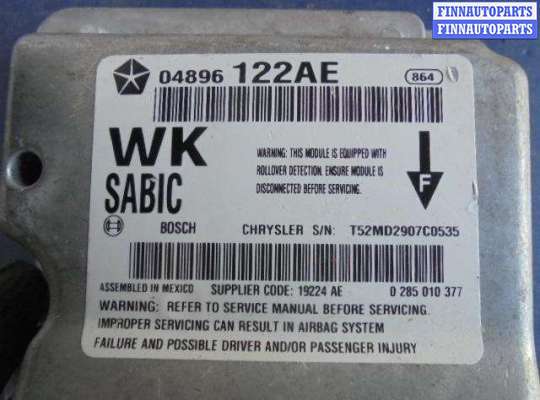 FINNAUTOPARTS
FINNAUTOPARTS
04896 122AE
864
WK
SABIC
WARNING: THIS MODULE IS EQUIPPED WITH
ROLLOVER DETECTION. ENSURE MODULE IS
DISCONNECTED BEFORE SERVICING.
F
BOSCH CHRYSLER S/N: T52MD2907C0535
ASSEMBLED IN MEXICO SUPPLIER CODE: 19224 AE 0 285 010 377
WARNING: REFER TO SERVICE MANUAL BEFORE SERVICING.
IMPROPER SERVICING CAN RESULT IN AIRBAG SYSTEM
FAILURE AND POSSIBLE DRIVER AND/OR PASSENGER INJURY